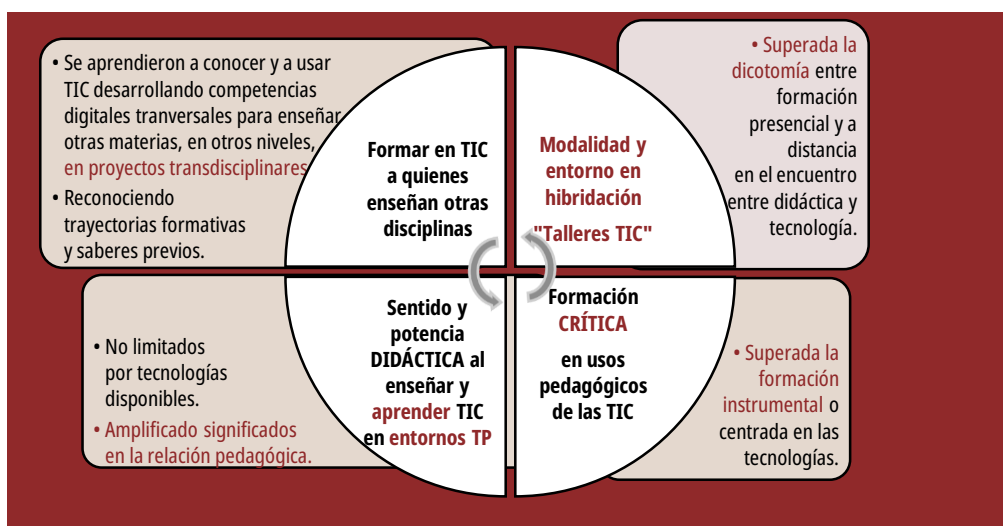 • Se aprendieron a conocer y a usar
TIC desarrollando competencias
digitales tranversales para enseñar
otras materias, en otros niveles,
en proyectos transdisciplinares
• Reconociendo
trayectorias formativas
y saberes previos.
Formar en TIC
a quienes
enseñan otras
disciplinas
Modalidad y
entorno en
hibridación
"Talleres TIC"
• Superada la
dicotomía entre
formación
presencial y a
distancia
en el encuentro
entre didáctica y
tecnología.
• No limitados
por tecnologías
disponibles.
• Amplificado significados
en la relación pedagógica.
Sentido y
potencia
DIDÁCTICA al
enseñar y
aprender TIC
en entornos TP
Formación
CRÍTICA
en usos
pedagógicos
de las TIC
• Superada la
formación
instrumental o
centrada en las
tecnologías.